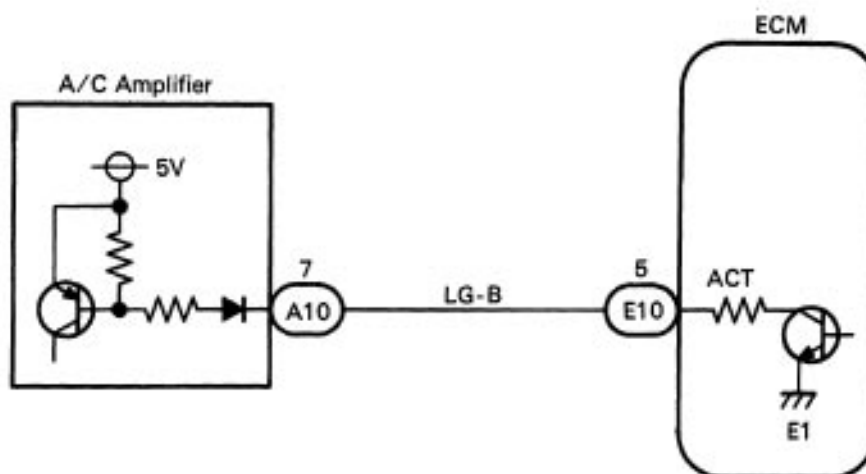 ECM
A/C Amplifier
5V
7
A10
LG-B
5
E10
ACT
E1